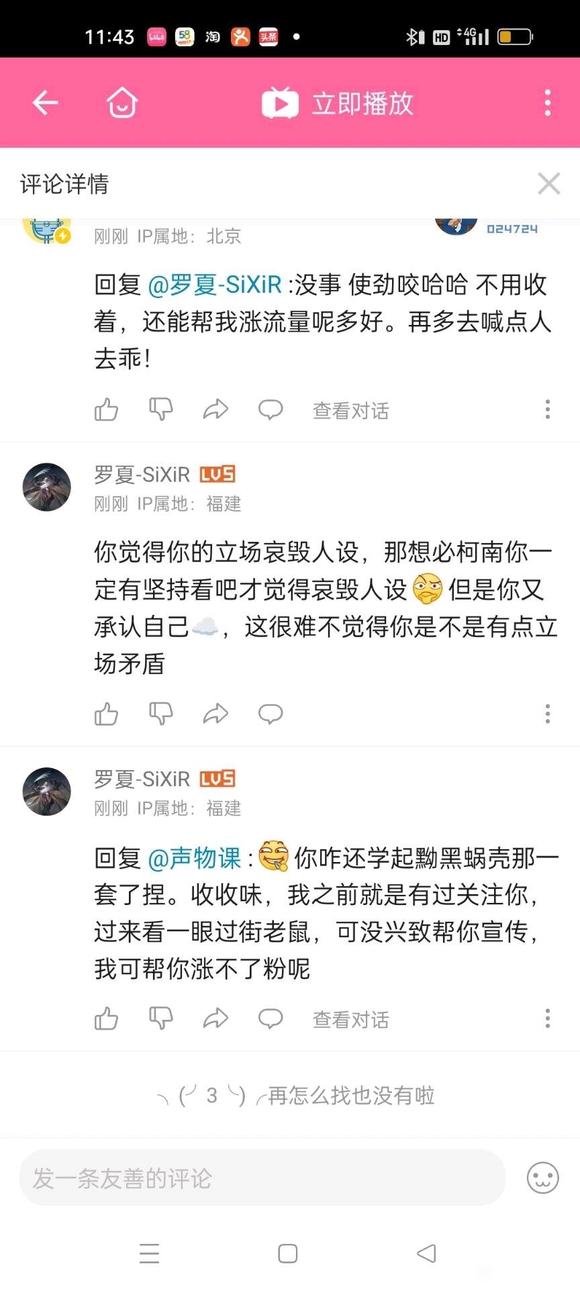 11:43
58
淘
头条
HD
4G
立即播放
评论详情
刚刚 IP属地：北京
024724
回复 @罗夏-SiXiR :没事 使劲咬哈哈 不用收
着，还能帮我涨流量呢多好。再多去喊点人
去乖！
查看对话
罗夏-SiXiR LV5
刚刚 IP属地：福建
你觉得你的立场哀毁人设，那想必柯南你一
定有坚持看吧才觉得哀毁人设🤔但是你又
承认自己☁️，这很难不觉得你是不是有点立
场矛盾
罗夏-SiXiR LV5
刚刚 IP属地：福建
回复 @声物课 : 你咋还学起黝黑蜗壳那一
套了捏。收收味，我之前就是有过关注你，
过来看一眼过街老鼠，可没兴致帮你宣传，
我可帮你涨不了粉呢
查看对话
╮(╯3╰)╭再怎么找也没有啦
发一条友善的评论